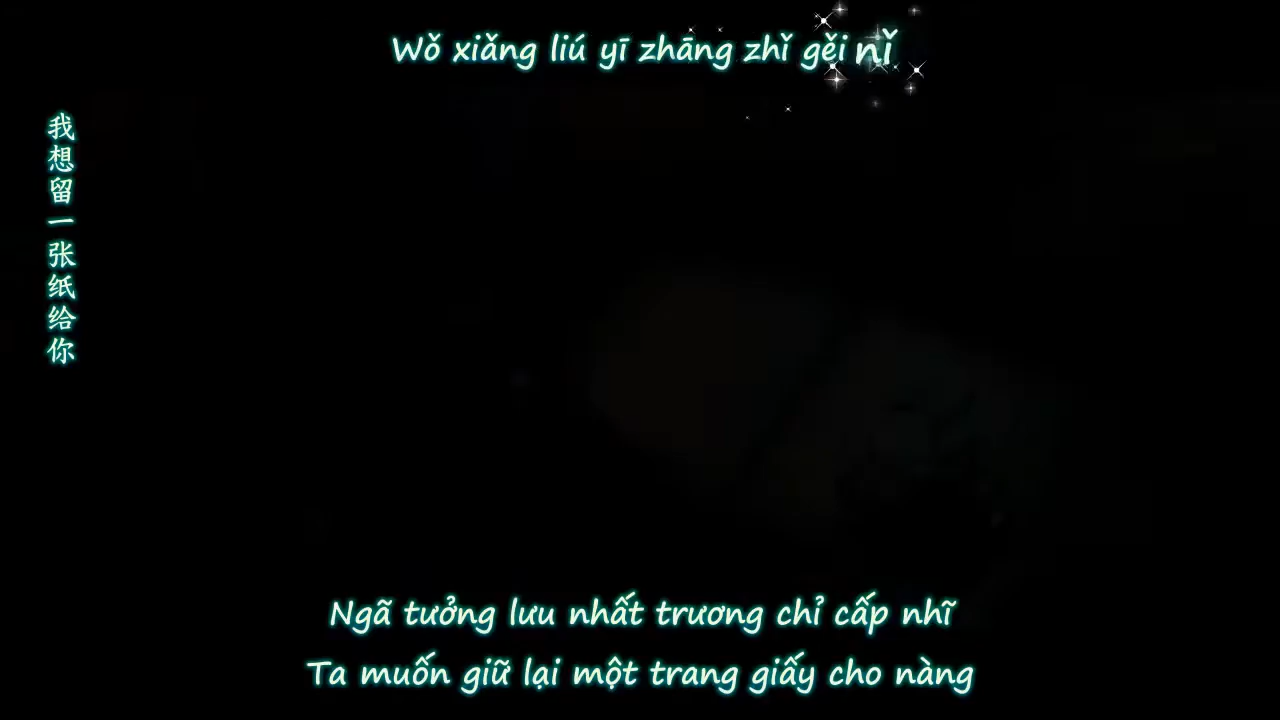 Wǒ xiǎng liú yī zhāng zhǐ gěi nǐ
我想留一张纸给你
Ngã tưởng lưu nhất trương chỉ cấp nhĩ
Ta muốn giữ lại một trang giấy cho nàng